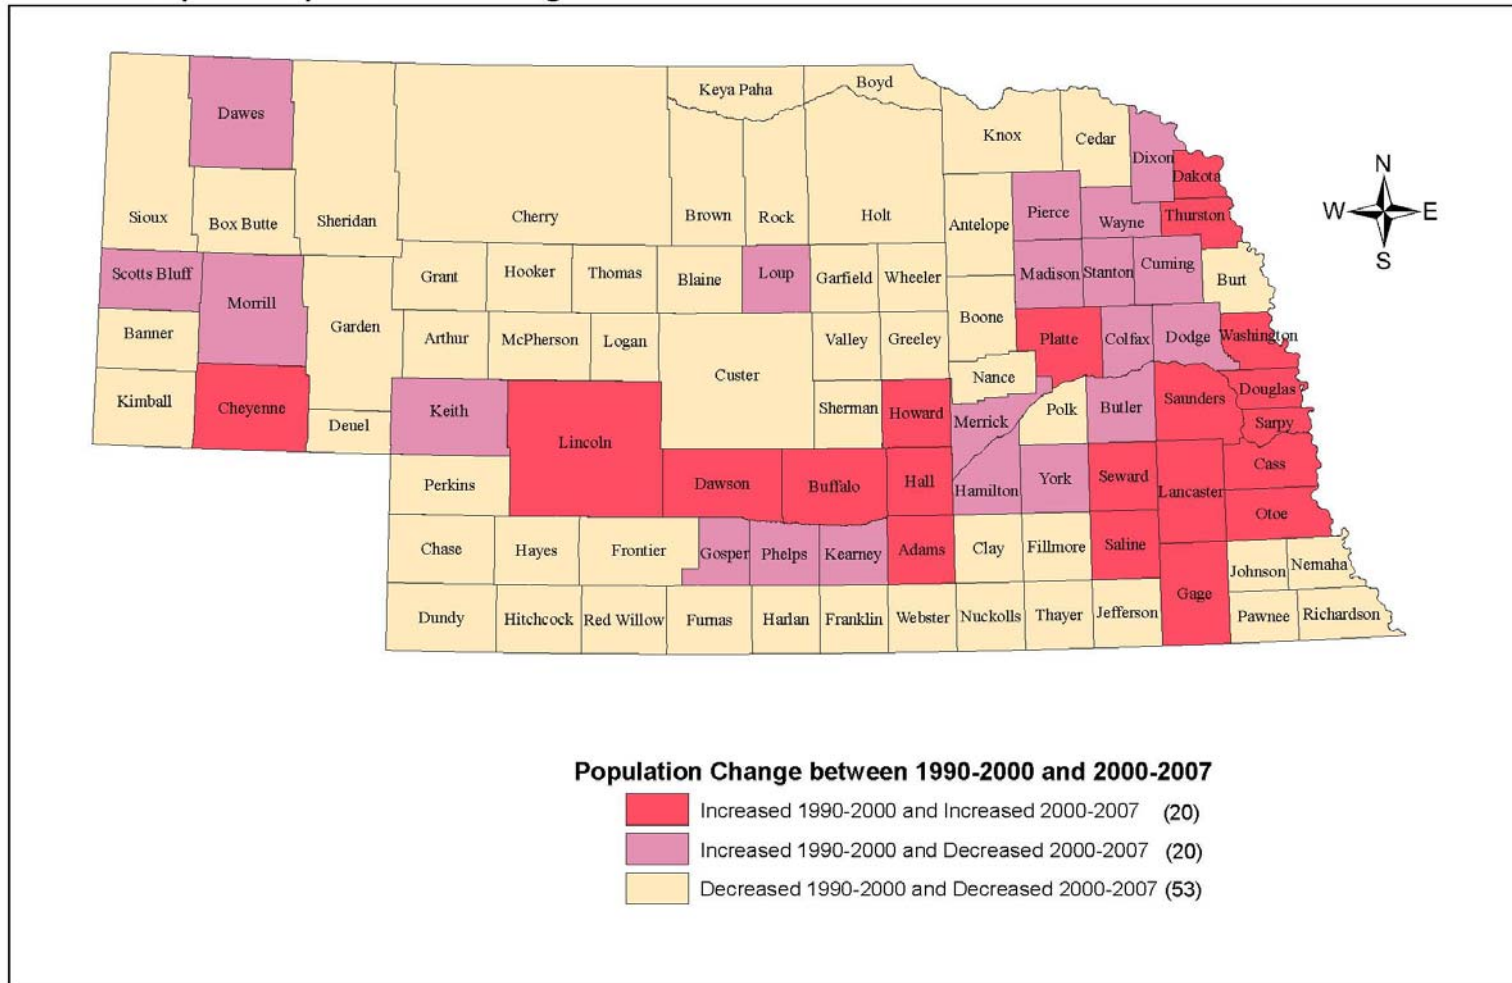 Keya Paha
Boyd
Dawes
Knox
Cedar
Dixon
Dakota
N
W E
S
Sioux
Box Butte
Sheridan
Cherry
Brown
Rock
Holt
Antelope
Pierce
Wayne
Thurston
Scotts Bluff
Morrill
Grant
Hooker
Thomas
Blaine
Loup
Garfield
Wheeler
Madison
Stanton
Cuming
Burt
Banner
Garden
Arthur
McPherson
Logan
Custer
Valley
Greeley
Boone
Platte
Colfax
Dodge
Washington
Kimball
Cheyenne
Deuel
Keith
Lincoln
Sherman
Howard
Nance
Merrick
Polk
Butler
Saunders
Douglas
Sarpy
Perkins
Dawson
Buffalo
Hall
Hamilton
York
Seward
Lancaster
Cass
Otoe
Chase
Hayes
Frontier
Gosper
Phelps
Kearney
Adams
Clay
Fillmore
Saline
Gage
Johnson
Nemaha
Dundy
Hitchcock
Red Willow
Furnas
Harlan
Franklin
Webster
Nuckolls
Thayer
Jefferson
Pawnee
Richardson
Population Change between 1990-2000 and 2000-2007
Increased 1990-2000 and Increased 2000-2007 (20)
Increased 1990-2000 and Decreased 2000-2007 (20)
Decreased 1990-2000 and Decreased 2000-2007 (53)